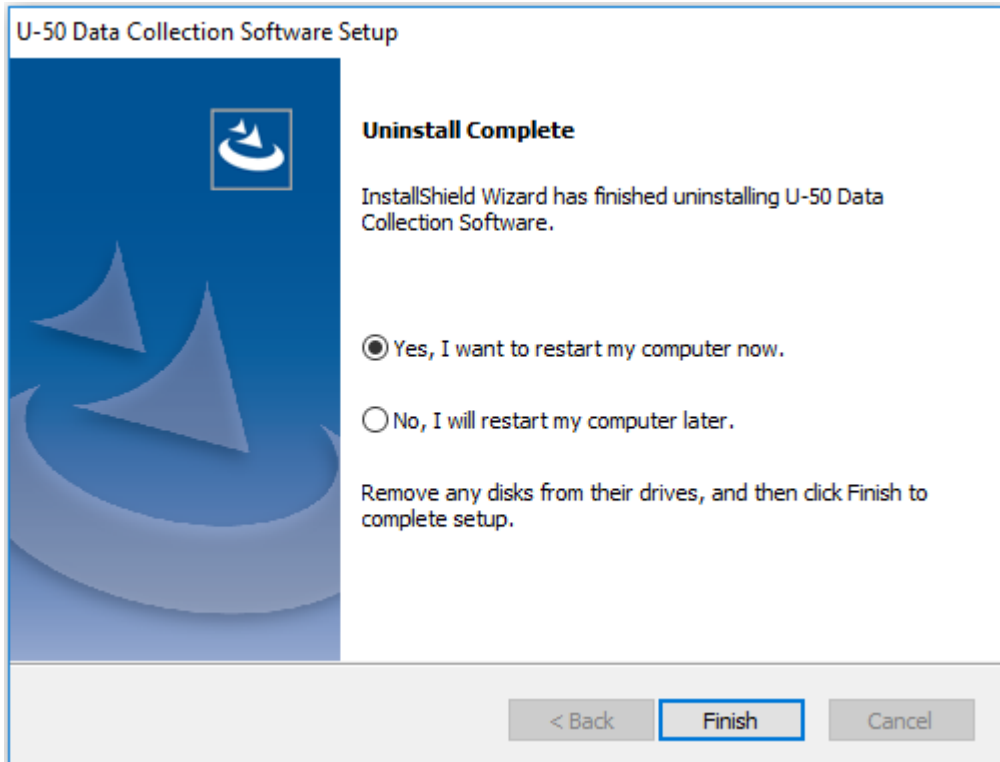 U-50 Data Collection Software Setup
Uninstall Complete
InstallShield Wizard has finished uninstalling U-50 Data
Collection Software.
Yes, I want to restart my computer now.
No, I will restart my computer later.
Remove any disks from their drives, and then click Finish to
complete setup.
< Back
Finish
Cancel